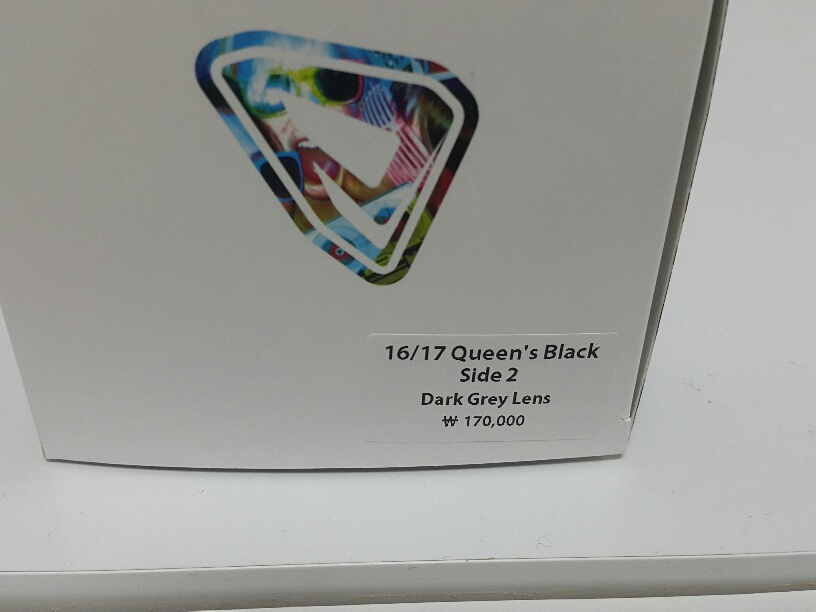 16/17 Queen's Black
Side 2
Dark Grey Lens
₩ 170,000